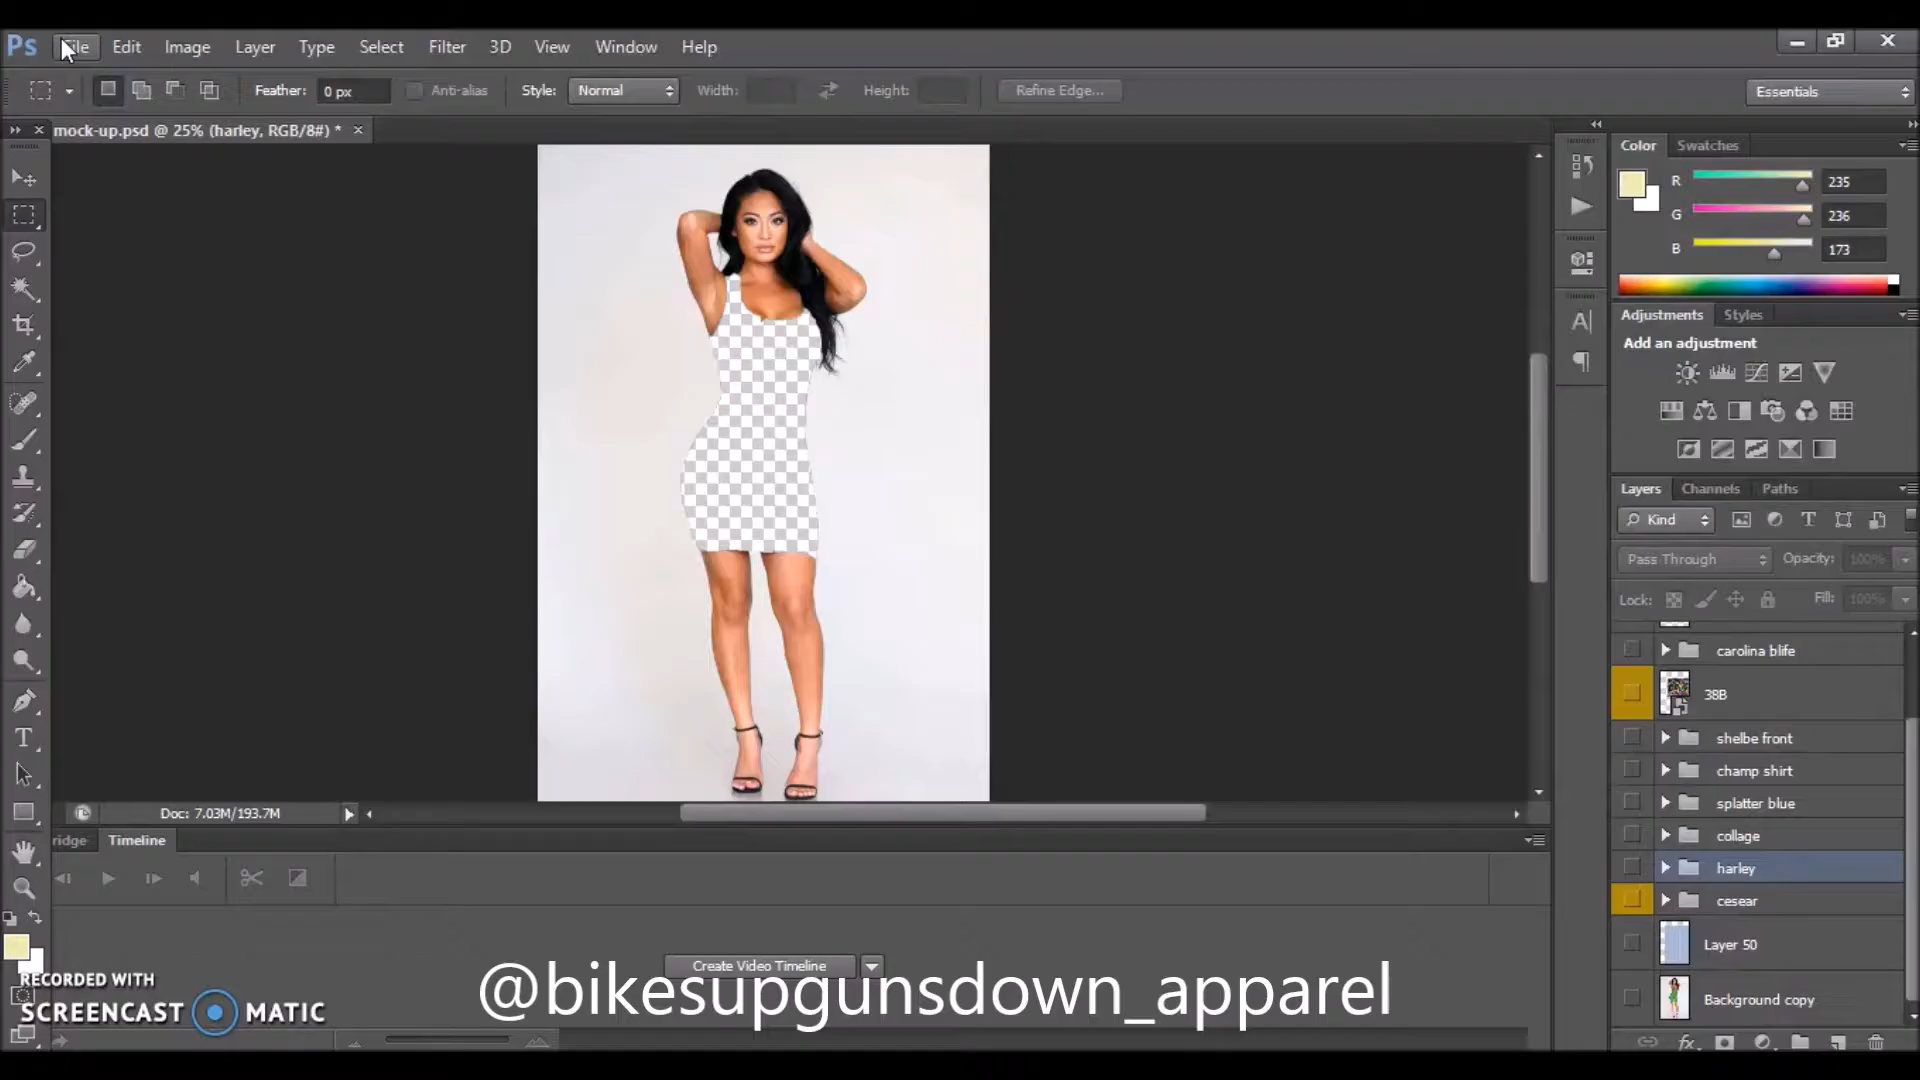 Ps File Edit Image Layer Type Select Filter 3D View Window Help
Feather: 0 px Anti-alias Style: Normal Width: Height: Refine Edge... Essentials
mock-up.psd @ 25% (harley, RGB/8#) *
Color Swatches
R 235
G 236
B 173
Adjustments Styles
Add an adjustment
Layers Channels Paths
Kind
Pass Through Opacity: 100%
Lock: Fill: 100%
carolina blife
38B
shelbe front
champ shirt
splatter blue
collage
harley
cesear
Layer 50
Background copy
Doc: 7.03M/193.7M
ridge Timeline
Create Video Timeline
@bikesupgunsdown_apparel
RECORDED WITH
SCREENCAST MATIC